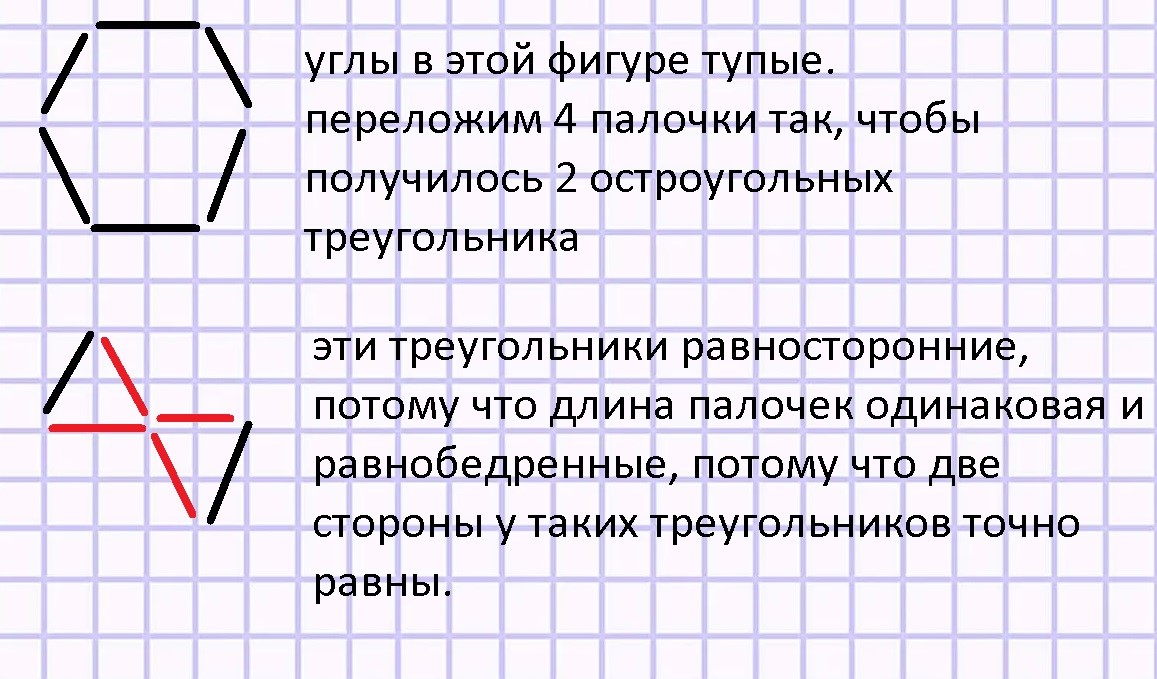 углы в этой фигуре тупые.
переложим 4 палочки так, чтобы
получилось 2 остроугольных
треугольника
эти треугольники равносторонние,
потому что длина палочек одинаковая и
равнобедренные, потому что две
стороны у таких треугольников точно
равны.